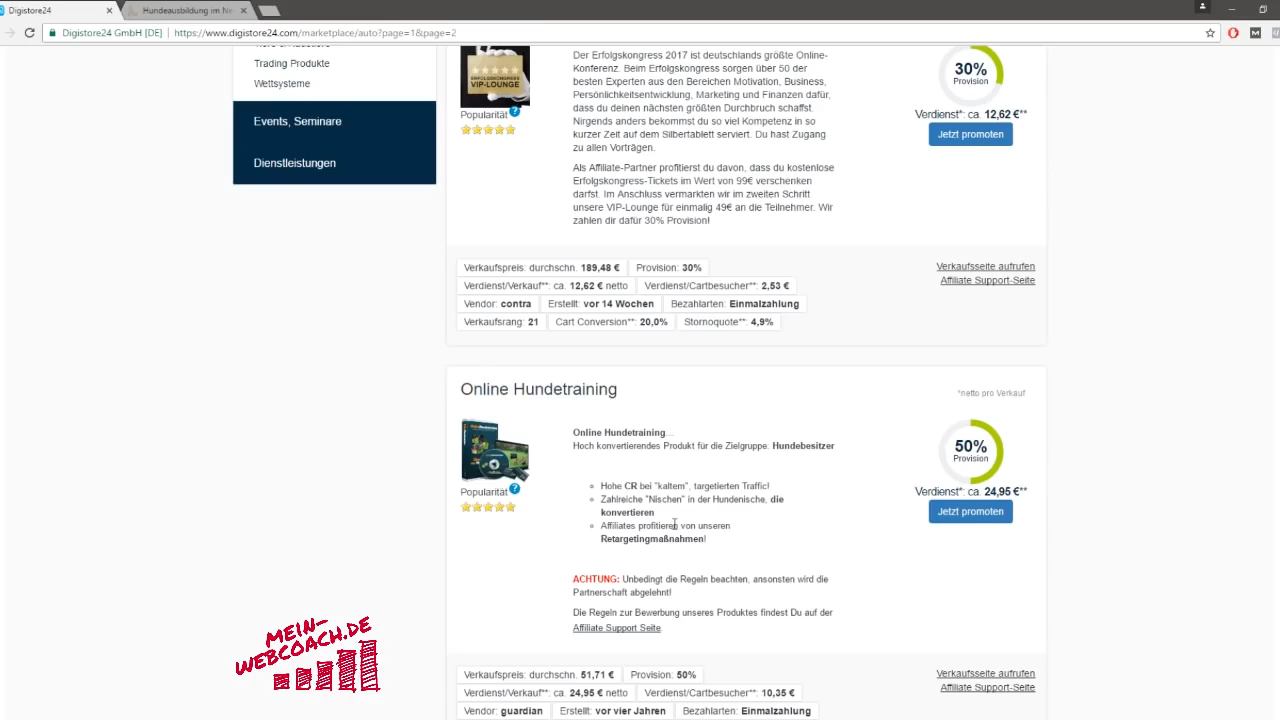 Digistore24
Hundeausbildung im Ne
Digistore24 GmbH [DE] https://www.digistore24.com/marketplace/auto?page=1&page=2
Trading Produkte
Wettsysteme
Events, Seminare
Dienstleistungen
ERFOLGSKONGRESS
VIP-LOUNGE
Popularität ?
Der Erfolgskongress 2017 ist deutschlands größte Online-
Konferenz. Beim Erfolgskongress sorgen über 50 der
besten Experten aus den Bereichen Motivation, Business,
Persönlichkeitsentwicklung, Marketing und Finanzen dafür,
dass du deinen nächsten größten Durchbruch schaffst.
Nirgends anders bekommst du so viel Kompetenz in so
kurzer Zeit auf dem Silbertablett serviert. Du hast Zugang
zu allen Vorträgen.
Als Affiliate-Partner profitierst du davon, dass du kostenlose
Erfolgskongress-Tickets im Wert von 99€ verschenken
darfst. Im Anschluss vermarkten wir im zweiten Schritt
unsere VIP-Lounge für einmalig 49€ an die Teilnehmer. Wir
zahlen dir dafür 30% Provision!
30%
Provision
Verdienst*: ca. 12,62 €**
Jetzt promoten
Verkaufspreis: durchschn. 189,48 € Provision: 30%
Verdienst/Verkauf**: ca. 12,62 € netto Verdienst/Cartbesucher**: 2,53 €
Vendor: contra Erstellt: vor 14 Wochen Bezahlarten: Einmalzahlung
Verkaufsrang: 21 Cart Conversion**: 20,0% Stornoquote**: 4,9%
Verkaufsseite aufrufen
Affiliate Support-Seite
Online Hundetraining
*netto pro Verkauf
Popularität ?
Online Hundetraining...
Hoch konvertierendes Produkt für die Zielgruppe: Hundebesitzer
Hohe CR bei "kaltem", targetierten Traffic!
Zahlreiche "Nischen" in der Hundenische, die
konvertieren
Affiliates profitieren von unseren
Retargetingmaßnahmen!
ACHTUNG: Unbedingt die Regeln beachten, ansonsten wird die
Partnerschaft abgelehnt!
Die Regeln zur Bewerbung unseres Produktes findest Du auf der
Affiliate Support Seite
50%
Provision
Verdienst*: ca. 24,95 €**
Jetzt promoten
Verkaufspreis: durchschn. 51,71 € Provision: 50%
Verdienst/Verkauf**: ca. 24,95 € netto Verdienst/Cartbesucher**: 10,35 €
Vendor: guardian Erstellt: vor vier Jahren Bezahlarten: Einmalzahlung
Verkaufsseite aufrufen
Affiliate Support-Seite
MEIN-
WEBCOACH.DE